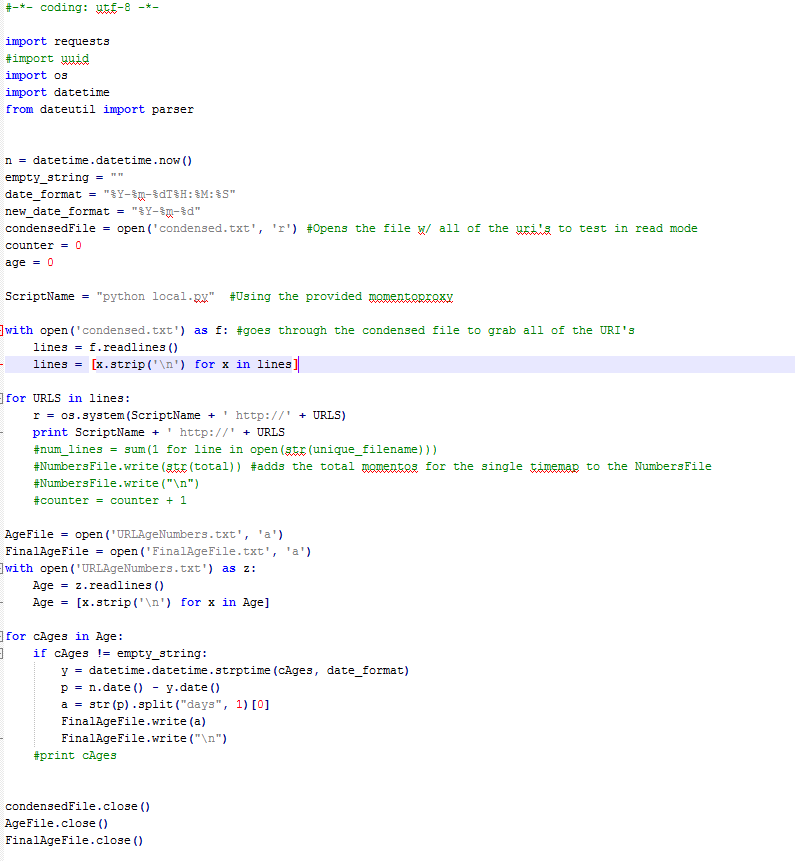 #-*- coding: utf-8 -*-
import requests
#import uuid
import os
import datetime
from dateutil import parser
n = datetime.datetime.now()
empty_string = ""
date_format = "%Y-%m-%dT%H:%M:%S"
new_date_format = "%Y-%m-%d"
condensedFile = open('condensed.txt', 'r') #Opens the file w/ all of the uri's to test in read mode
counter = 0
age = 0
ScriptName = "python local.py"  #Using the provided momentoproxy
with open('condensed.txt') as f: #goes through the condensed file to grab all of the URI's
    lines = f.readlines()
    lines = [x.strip('\n') for x in lines]
for URLS in lines:
    r = os.system(ScriptName + ' http://' + URLS)
    print ScriptName + ' http://' + URLS
    #num_lines = sum(1 for line in open(str(unique_filename)))
    #NumbersFile.write(str(total)) #adds the total momentos for the single timemap to the NumbersFile
    #NumbersFile.write("\n")
    #counter = counter + 1
AgeFile = open('URLAgeNumbers.txt', 'a')
FinalAgeFile = open('FinalAgeFile.txt', 'a')
with open('URLAgeNumbers.txt') as z:
    Age = z.readlines()
    Age = [x.strip('\n') for x in Age]
for cAges in Age:
    if cAges != empty_string:
        y = datetime.datetime.strptime(cAges, date_format)
        p = n.date() - y.date()
        a = str(p).split("days", 1)[0]
        FinalAgeFile.write(a)
        FinalAgeFile.write("\n")
    #print cAges
condensedFile.close()
AgeFile.close()
FinalAgeFile.close()